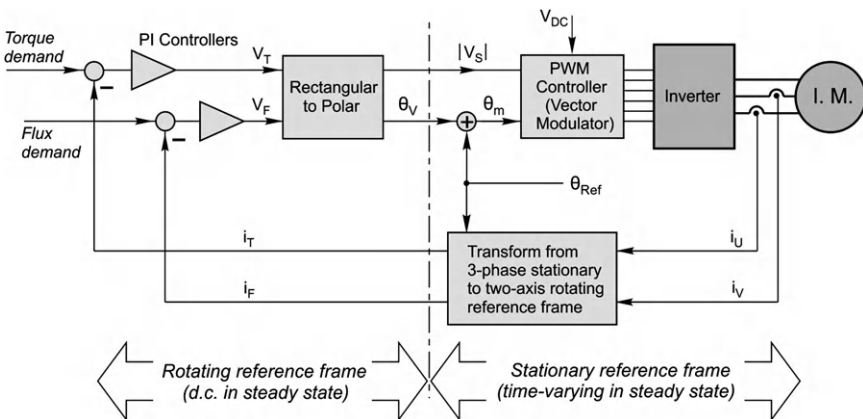 Torque
demand
PI Controllers
V_T
Rectangular
to Polar
|V_S|
V_DC
PWM
Controller
(Vector
Modulator)
Inverter
I. M.
Flux
demand
V_F
θ_V
θ_m
θ_Ref
i_T
Transform from
3-phase stationary
to two-axis rotating
reference frame
i_U
i_F
i_V
Rotating reference frame
(d.c. in steady state)
Stationary reference frame
(time-varying in steady state)